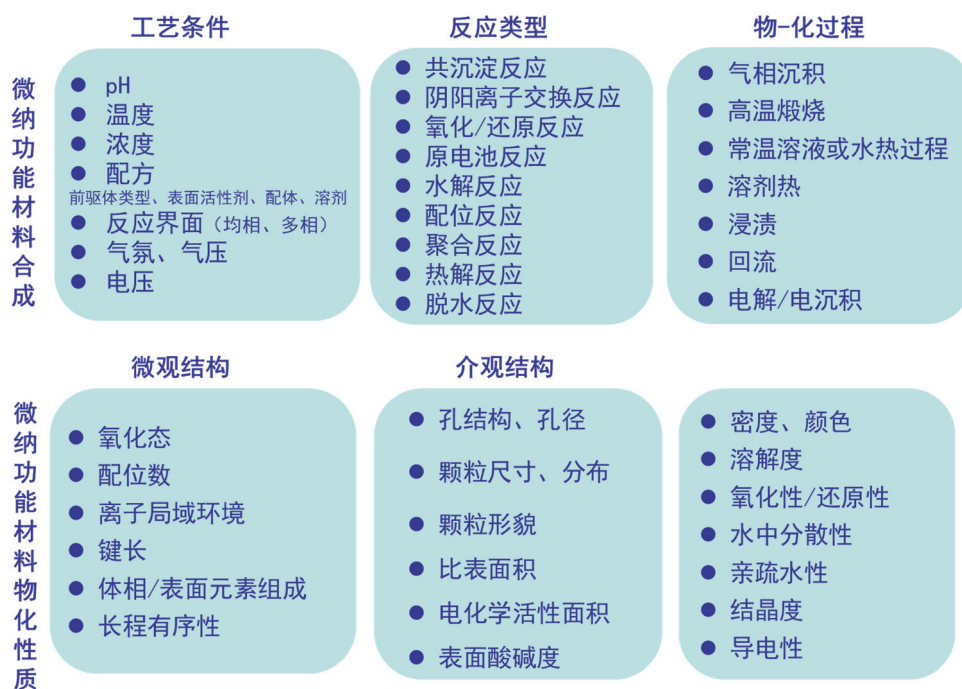 微纳功能材料合成
工艺条件
● pH
● 温度
● 浓度
● 配方
前驱体类型、表面活性剂、配体、溶剂
● 反应界面（均相、多相）
● 气氛、气压
● 电压
反应类型
● 共沉淀反应
● 阴阳离子交换反应
● 氧化/还原反应
● 原电池反应
● 水解反应
● 配位反应
● 聚合反应
● 热解反应
● 脱水反应
物-化过程
● 气相沉积
● 高温煅烧
● 常温溶液或水热过程
● 溶剂热
● 浸渍
● 回流
● 电解/电沉积
微纳功能材料物化性质
微观结构
● 氧化态
● 配位数
● 离子局域环境
● 键长
● 体相/表面元素组成
● 长程有序性
介观结构
● 孔结构、孔径
● 颗粒尺寸、分布
● 颗粒形貌
● 比表面积
● 电化学活性面积
● 表面酸碱度
● 密度、颜色
● 溶解度
● 氧化性/还原性
● 水中分散性
● 亲疏水性
● 结晶度
● 导电性